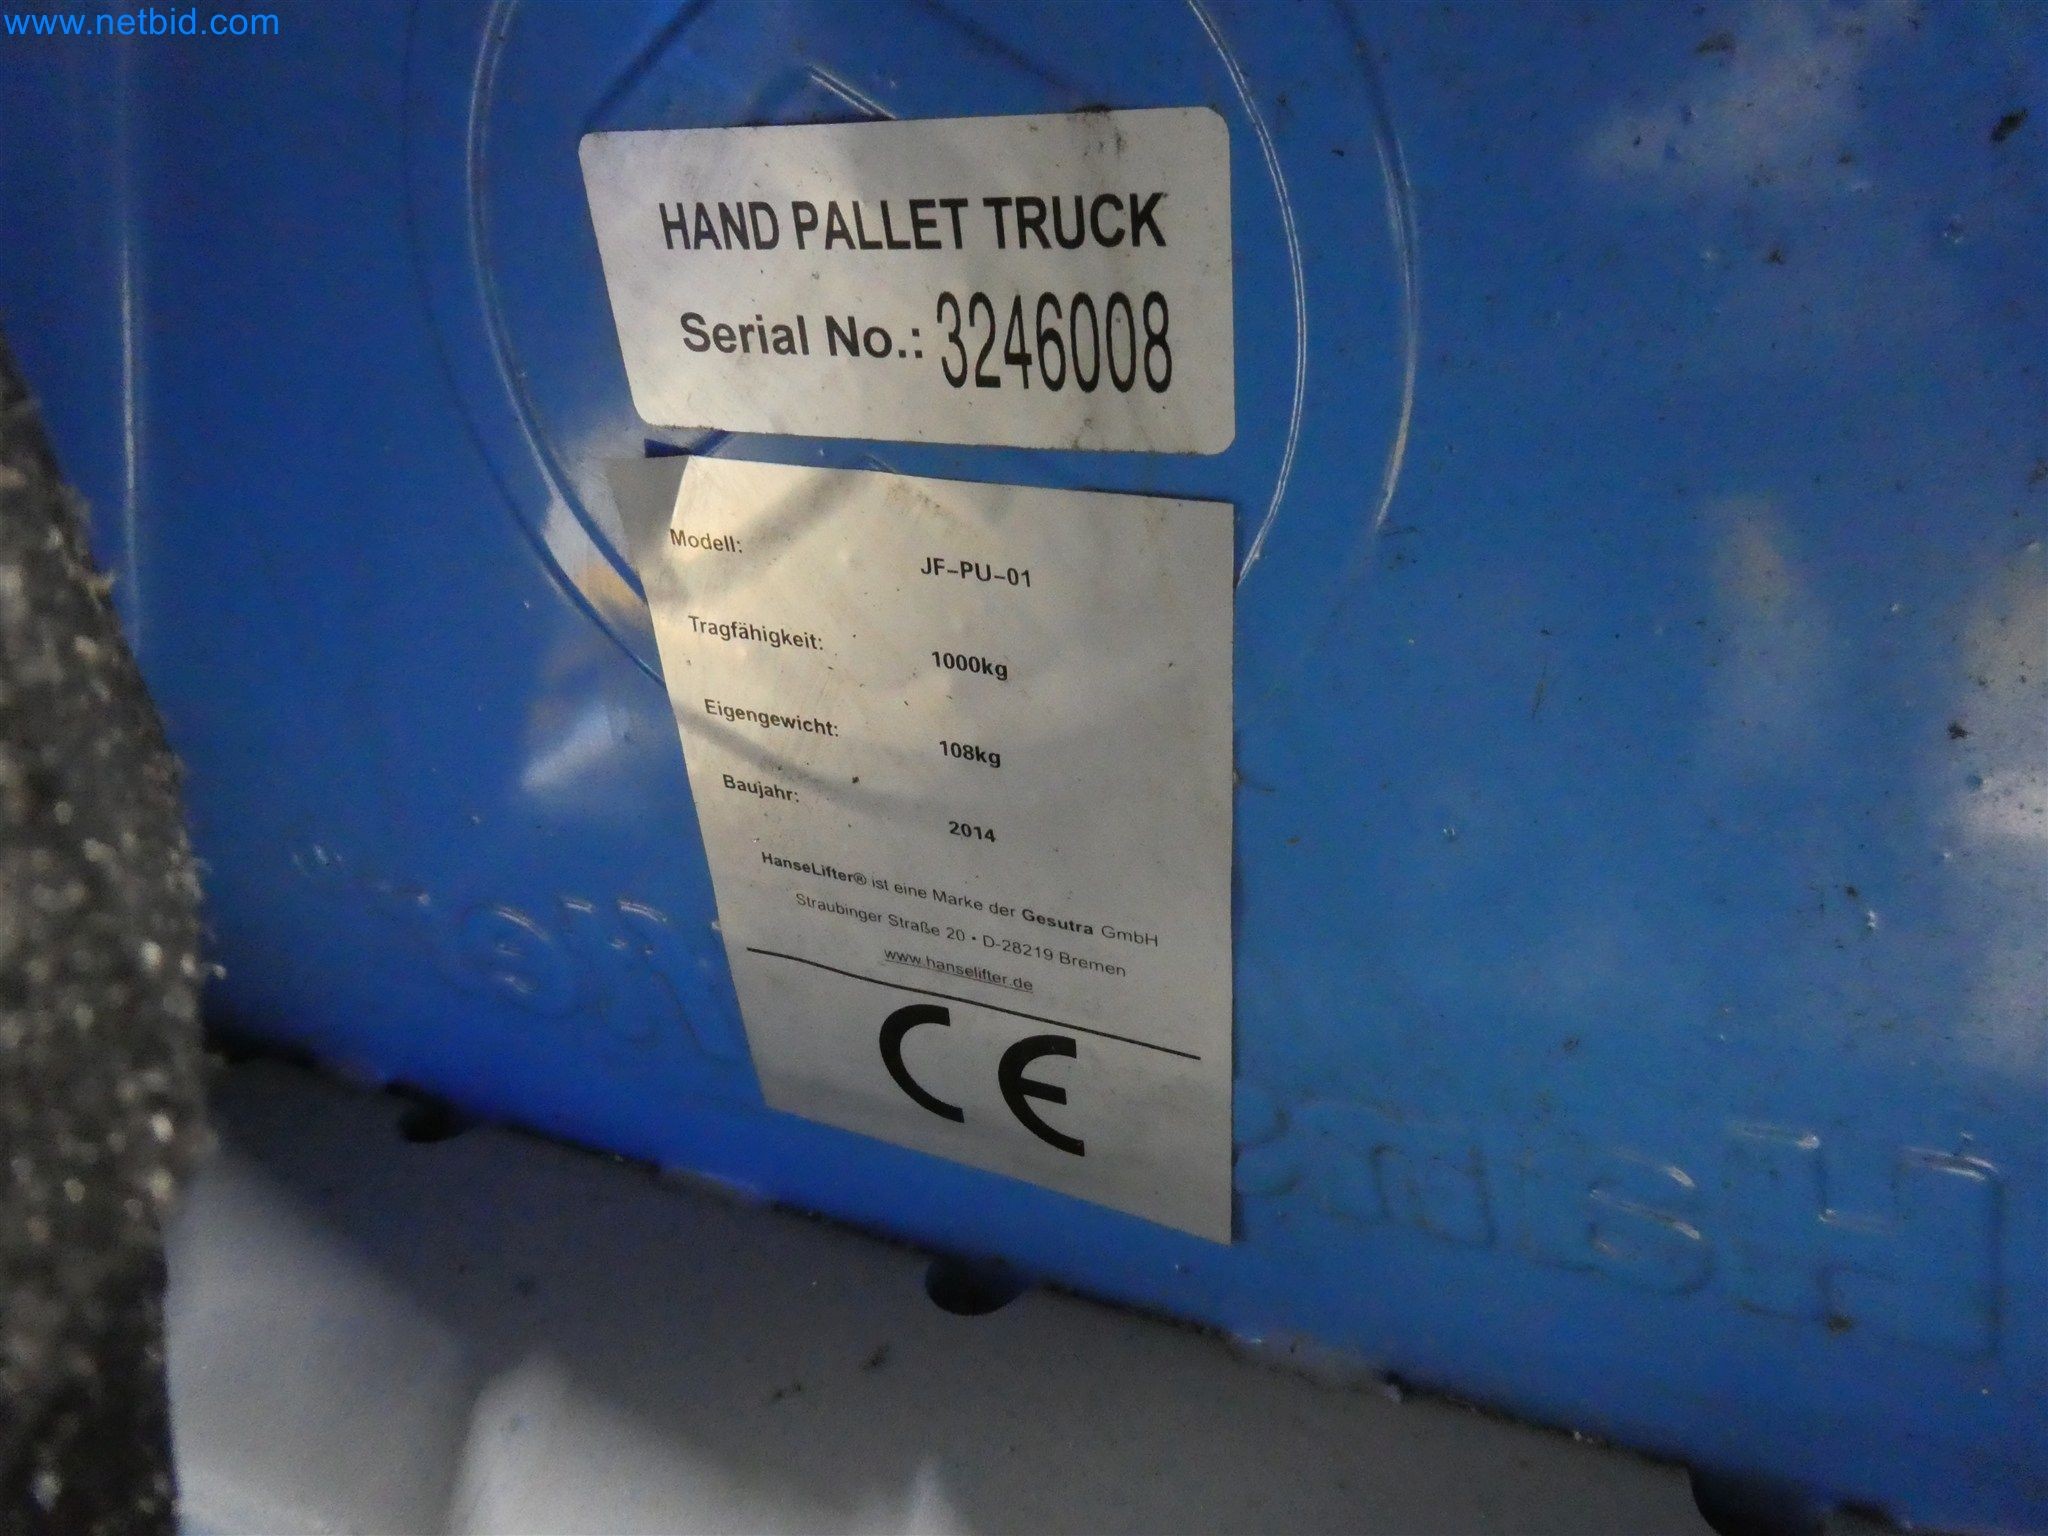 www.netbid.com
HAND PALLET TRUCK
Serial No.: 3246008
Modell: JF-PU-01
Tragfähigkeit: 1000kg
Eigengewicht: 108kg
Baujahr: 2014
HanseLifter® ist eine Marke der Gesutra GmbH
Straubinger Straße 20 • D-28219 Bremen
www.hanselifter.de
CE